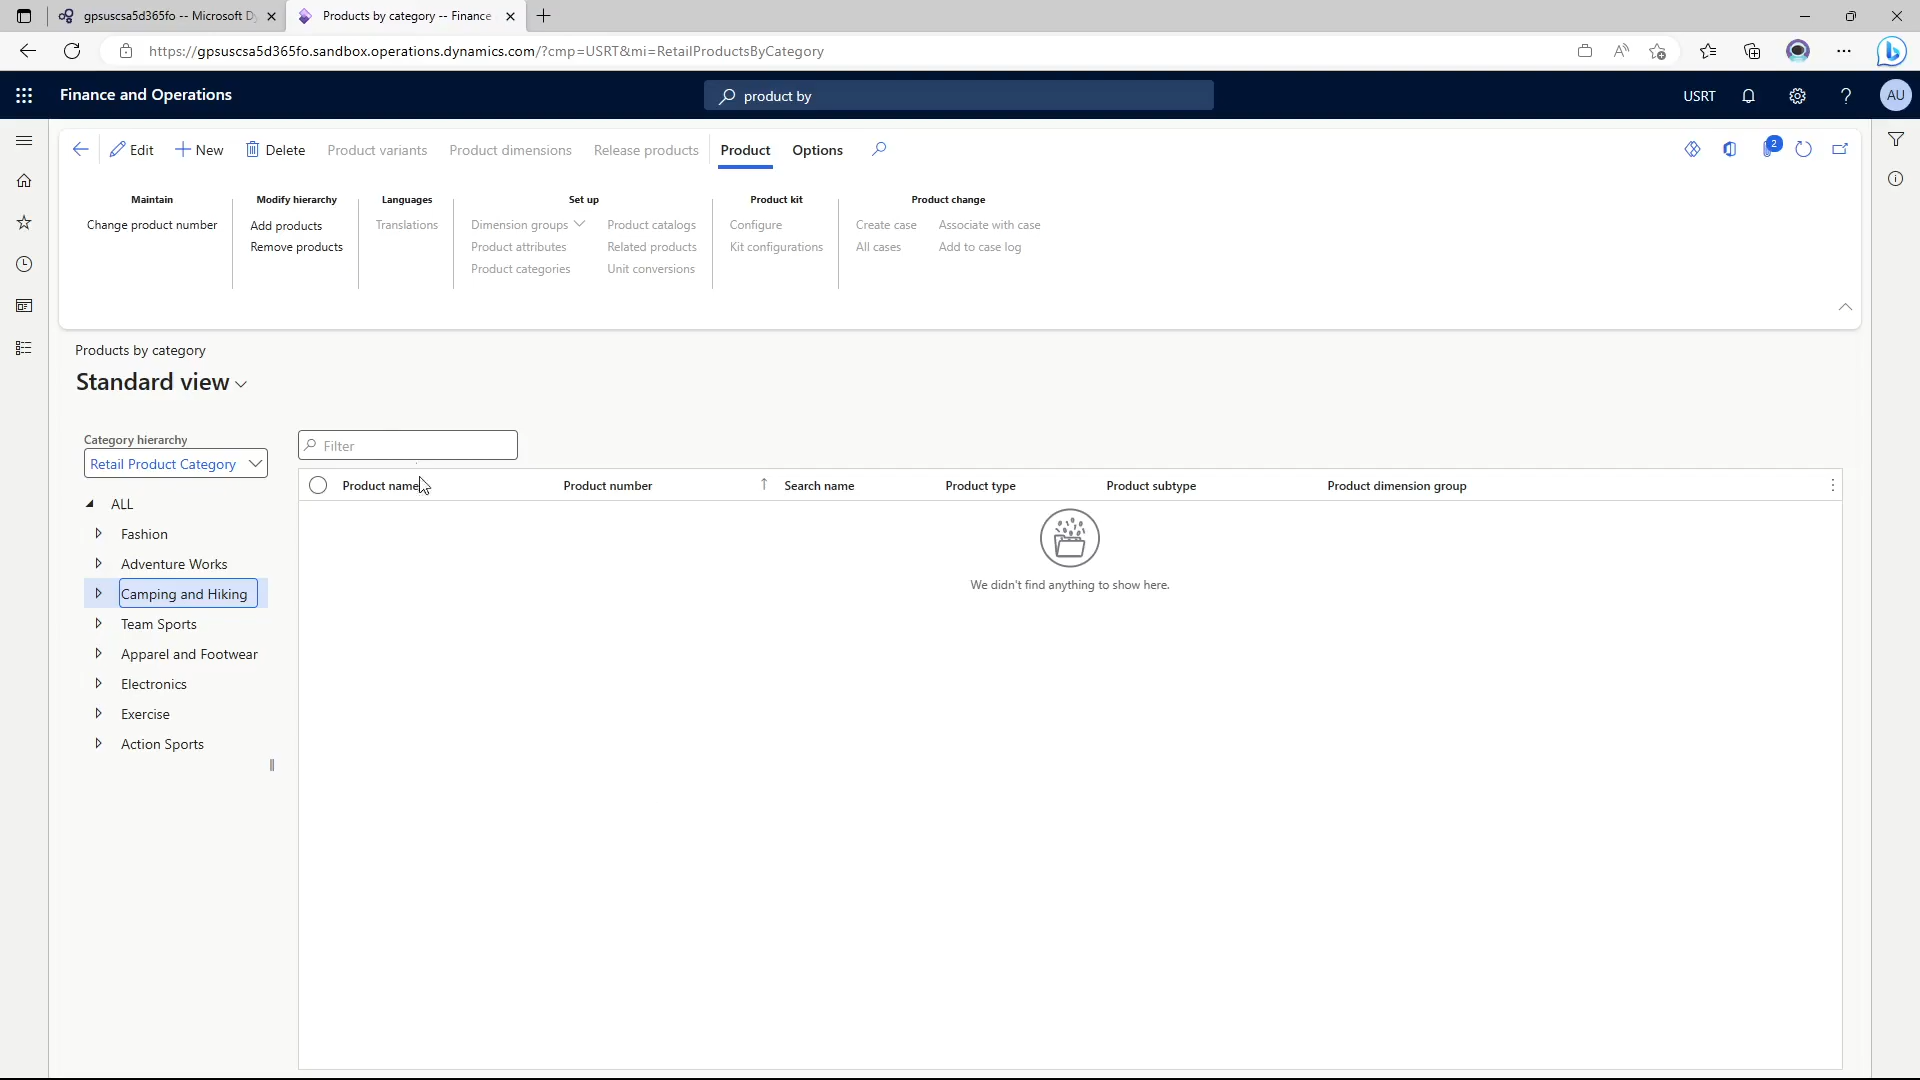 gpsuscsa5d365fo -- Microsoft Dy
Products by category -- Finance
https://gpsuscsa5d365fo.sandbox.operations.dynamics.com/?cmp=USRT&mi=RetailProductsByCategory
Finance and Operations
product by
USRT
AU
Edit
New
Delete
Product variants
Product dimensions
Release products
Product
Options
2
Maintain
Modify hierarchy
Languages
Set up
Product kit
Product change
Change product number
Add products
Translations
Dimension groups
Product catalogs
Configure
Create case
Associate with case
Remove products
Product attributes
Related products
Kit configurations
All cases
Add to case log
Product categories
Unit conversions
Products by category
Standard view
Category hierarchy
Filter
Retail Product Category
Product name
Product number
Search name
Product type
Product subtype
Product dimension group
ALL
Fashion
Adventure Works
Camping and Hiking
Team Sports
Apparel and Footwear
Electronics
Exercise
Action Sports
We didn't find anything to show here.